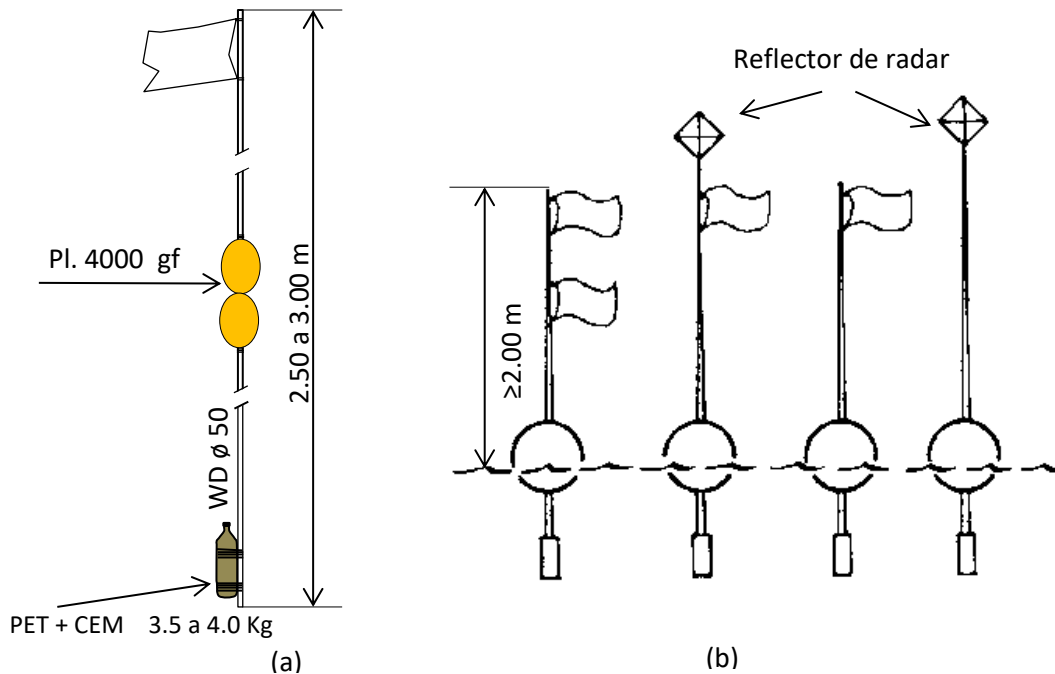 Reflector de radar
Pl. 4000 gf
2.50 a 3.00 m
≥2.00 m
WD ø 50
PET + CEM 3.5 a 4.0 Kg
(a)
(b)